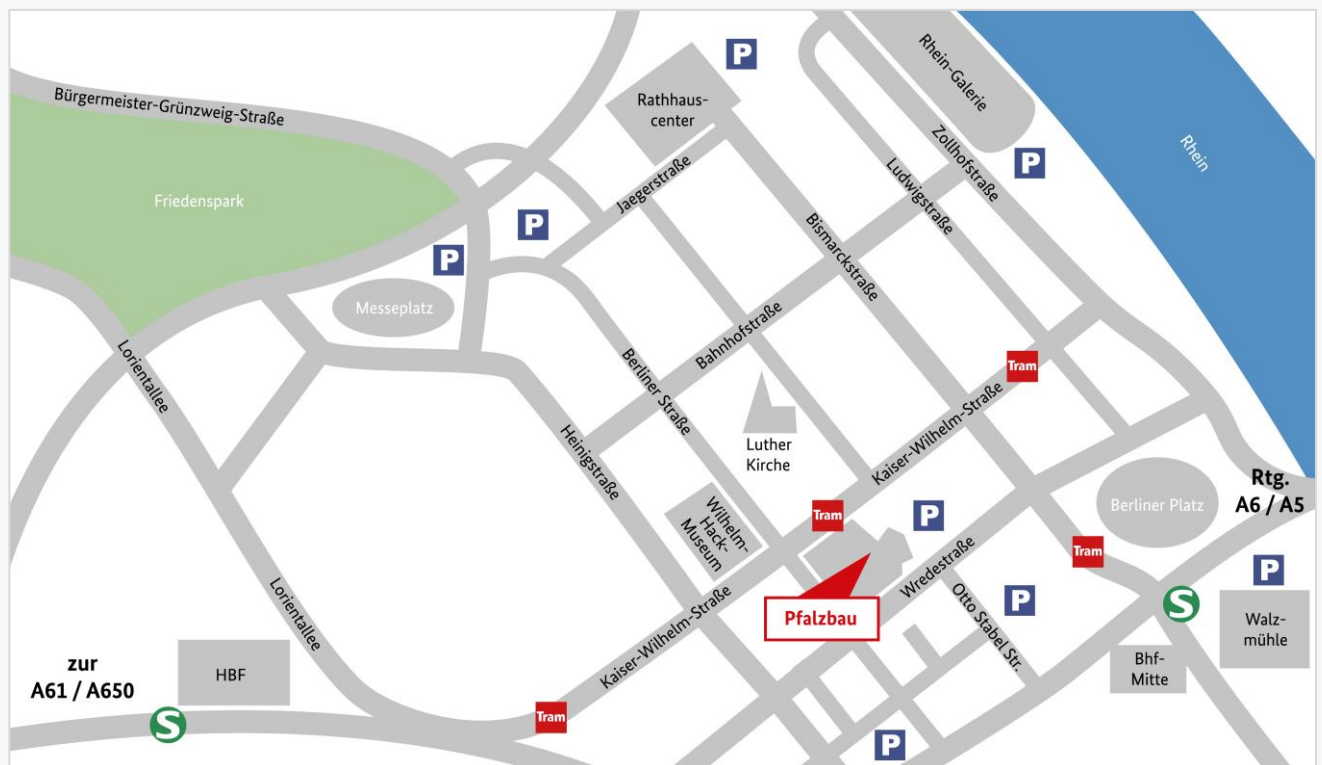 P
Rhein-Galerie
Rathaus-
center
Bürgermeister-Grünzweig-Straße
Zollhofstraße
P
Rhein
Jaegerstraße
Ludwigstraße
Friedenspark
P
Bismarckstraße
P
Messeplatz
Bahnhofstraße
Lorientallee
Berliner Straße
Tram
Kaiser-Wilhelm-Straße
Luther
Kirche
Heinigstraße
Wilhelm-
Hack-
Museum
Tram
P
Berliner Platz
Rtg.
A6 / A5
Tram
Wredestraße
P
P
Otto Stabel Str.
S
Pfalzbau
Walz-
mühle
Lorientallee
Kaiser-Wilhelm-Straße
Bhf-
Mitte
zur
A61 / A650
HBF
S
Tram
P